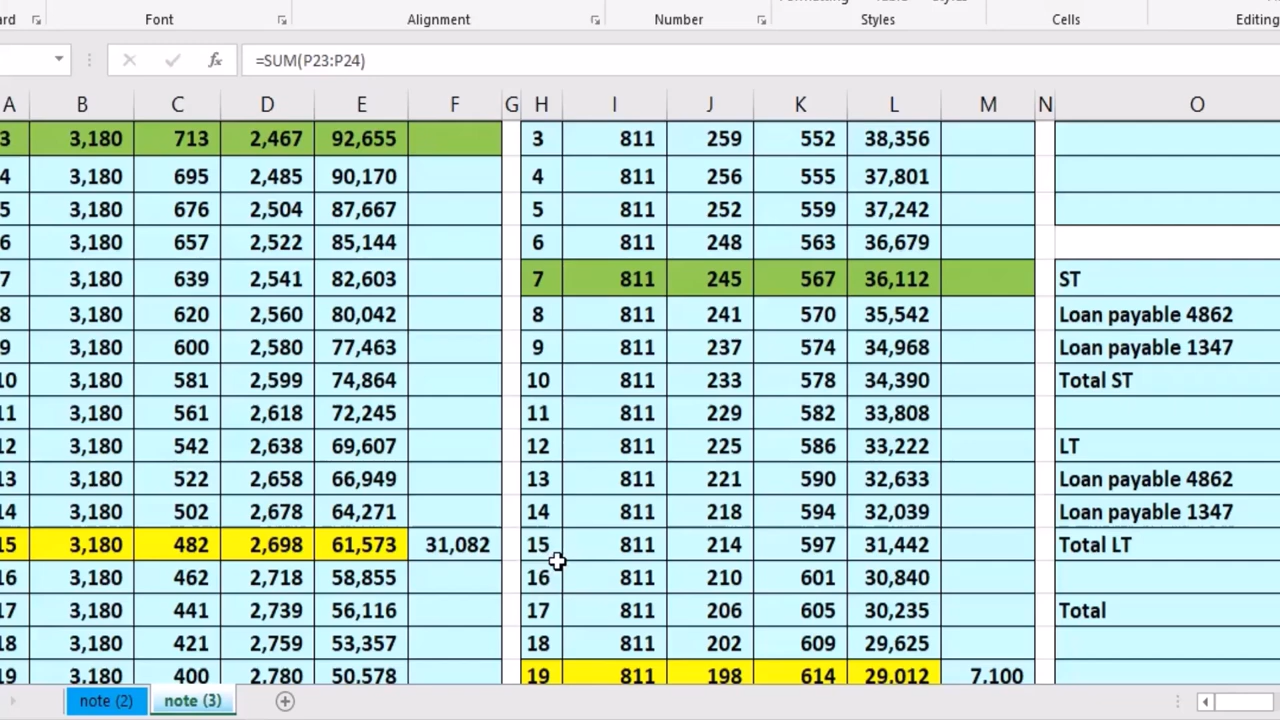 Font Alignment Number Styles Cells Editing
=SUM(P23:P24)
A B C D E F G H I J K L M N O
3 3,180 713 2,467 92,655 3 811 259 552 38,356
4 3,180 695 2,485 90,170 4 811 256 555 37,801
5 3,180 676 2,504 87,667 5 811 252 559 37,242
6 3,180 657 2,522 85,144 6 811 248 563 36,679
7 3,180 639 2,541 82,603 7 811 245 567 36,112 ST
8 3,180 620 2,560 80,042 8 811 241 570 35,542 Loan payable 4862
9 3,180 600 2,580 77,463 9 811 237 574 34,968 Loan payable 1347
10 3,180 581 2,599 74,864 10 811 233 578 34,390 Total ST
11 3,180 561 2,618 72,245 11 811 229 582 33,808
12 3,180 542 2,638 69,607 12 811 225 586 33,222 LT
13 3,180 522 2,658 66,949 13 811 221 590 32,633 Loan payable 4862
14 3,180 502 2,678 64,271 14 811 218 594 32,039 Loan payable 1347
15 3,180 482 2,698 61,573 31,082 15 811 214 597 31,442 Total LT
16 3,180 462 2,718 58,855 16 811 210 601 30,840
17 3,180 441 2,739 56,116 17 811 206 605 30,235 Total
18 3,180 421 2,759 53,357 18 811 202 609 29,625
19 3,180 400 2,780 50,578 19 811 198 614 29,012 7,100
note (2) note (3)